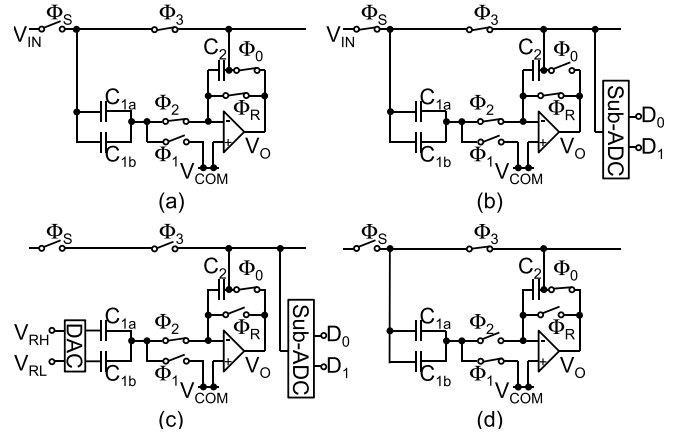 Φ_S Φ_3 V_IN C_2 Φ_0 Φ_R C_1a C_1b Φ_2 Φ_1 - + V_O V_COM
(a)
Φ_S Φ_3 V_IN C_2 Φ_0 Φ_R C_1a C_1b Φ_2 Φ_1 - + V_O V_COM Sub-ADC D_0 D_1
(b)
Φ_S Φ_3 C_2 Φ_0 Φ_R V_RH V_RL DAC C_1a C_1b Φ_2 Φ_1 - + V_O V_COM Sub-ADC D_0 D_1
(c)
Φ_S Φ_3 C_2 Φ_0 Φ_R C_1a C_1b Φ_2 Φ_1 - + V_O V_COM
(d)